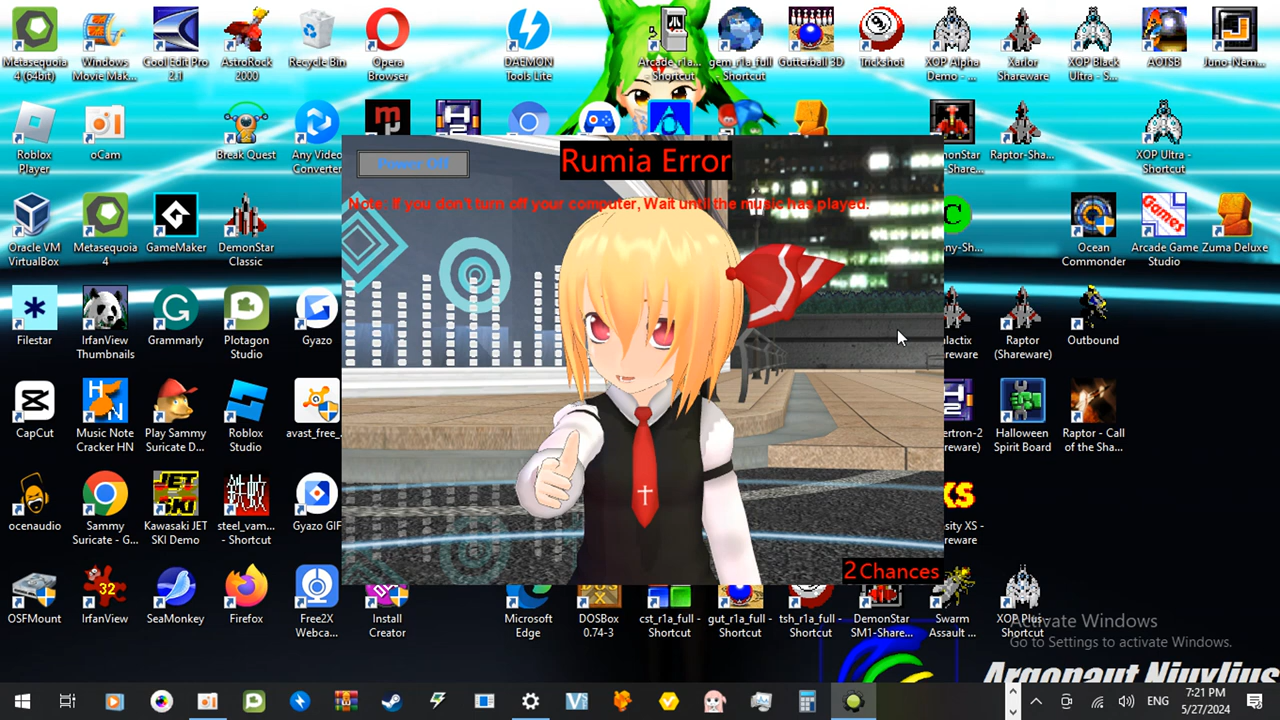 Metasequoia
4 (64bit)
Windows
Movie Mak...
Cool Edit Pro
2.1
AstroRock
2000
Recycle Bin
Opera
Browser
DAEMON
Tools Lite
Arcade_r1a...
- Shortcut
gem_r1a_full
- Shortcut
Gutterball 3D
Trickshot
XOP Alpha
Demo - ...
Xarlor
Shareware
XOP Black
Ultra - S...
AOTSB
Juno-Nem...
Roblox
Player
oCam
Break Quest
Any Video
Converter
Raptor-Sha...
XOP Ultra -
Shortcut
Power Off
Rumia Error
Note: If you don't turn off your computer, Wait until the music has played.
Oracle VM
VirtualBox
Metasequoia
4
GameMaker
DemonStar
Classic
Ocean
Commander
Games
Arcade Game
Studio
Zuma Deluxe
Filestar
IrfanView
Thumbnails
Grammarly
Plotagon
Studio
Gyazo
Raptor
(Shareware)
Outbound
CapCut
Music Note
Cracker HN
Play Sammy
Suricate D...
Roblox
Studio
avast_free_...
Halloween
Spirit Board
Raptor - Call
of the Sha...
ocenaudio
Sammy
Suricate - G...
JET
SKI
Kawasaki JET
SKI Demo
steel_vam...
- Shortcut
Gyazo GIF
2 Chances
OSFMount
32
IrfanView
SeaMonkey
Firefox
Free2X
Webca...
Install
Creator
Microsoft
Edge
DOSBox
0.74-3
cst_r1a_full -
Shortcut
gut_r1a_full -
Shortcut
tsh_r1a_full -
Shortcut
DemonStar
SM1-Share...
Swarm
Assault ...
XOP Plus -
Shortcut
Activate Windows
Go to Settings to activate Windows.
Argonaut Niuvlius
ENG
7:21 PM
5/27/2024